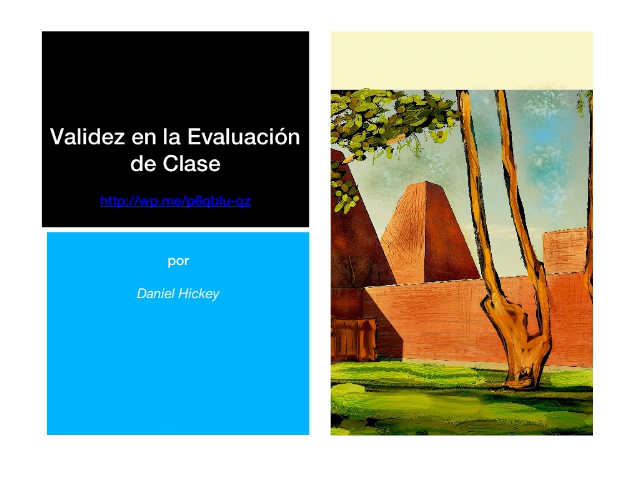 Validez en la Evaluación
de Clase
http://wp.me/p6qblu-qz
por
Daniel Hickey